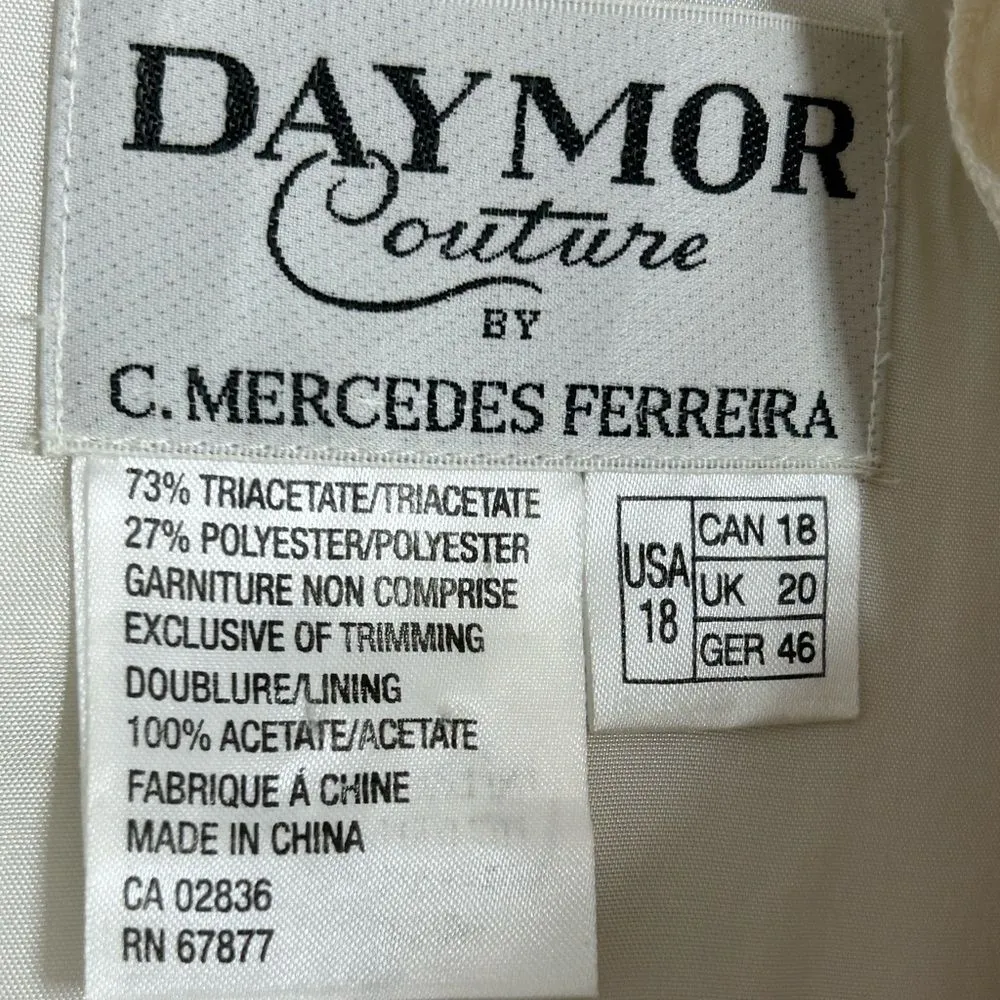 DAYMOR
Couture
BY
C. MERCEDES FERREIRA
73% TRIACETATE/TRIACETATE
27% POLYESTER/POLYESTER
GARNITURE NON COMPRISE
EXCLUSIVE OF TRIMMING
DOUBLURE/LINING
100% ACETATE/ACETATE
FABRIQUE Á CHINE
MADE IN CHINA
CA 02836
RN 67877
USA
18
CAN 18
UK 20
GER 46